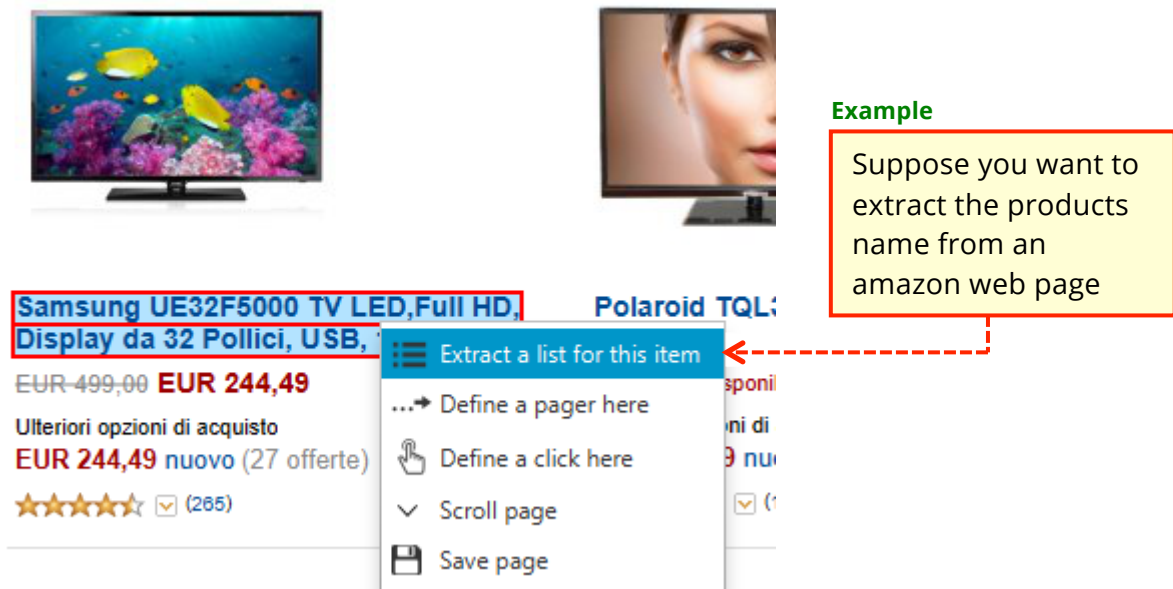 Example
Suppose you want to
extract the products
name from an
amazon web page
Samsung UE32F5000 TV LED,Full HD,
Display da 32 Pollici, USB,
EUR 499,00 EUR 244,49
Ulteriori opzioni di acquisto
EUR 244,49 nuovo (27 offerte)
(265)
Extract a list for this item
Define a pager here
Define a click here
Scroll page
Save page
Polaroid
di